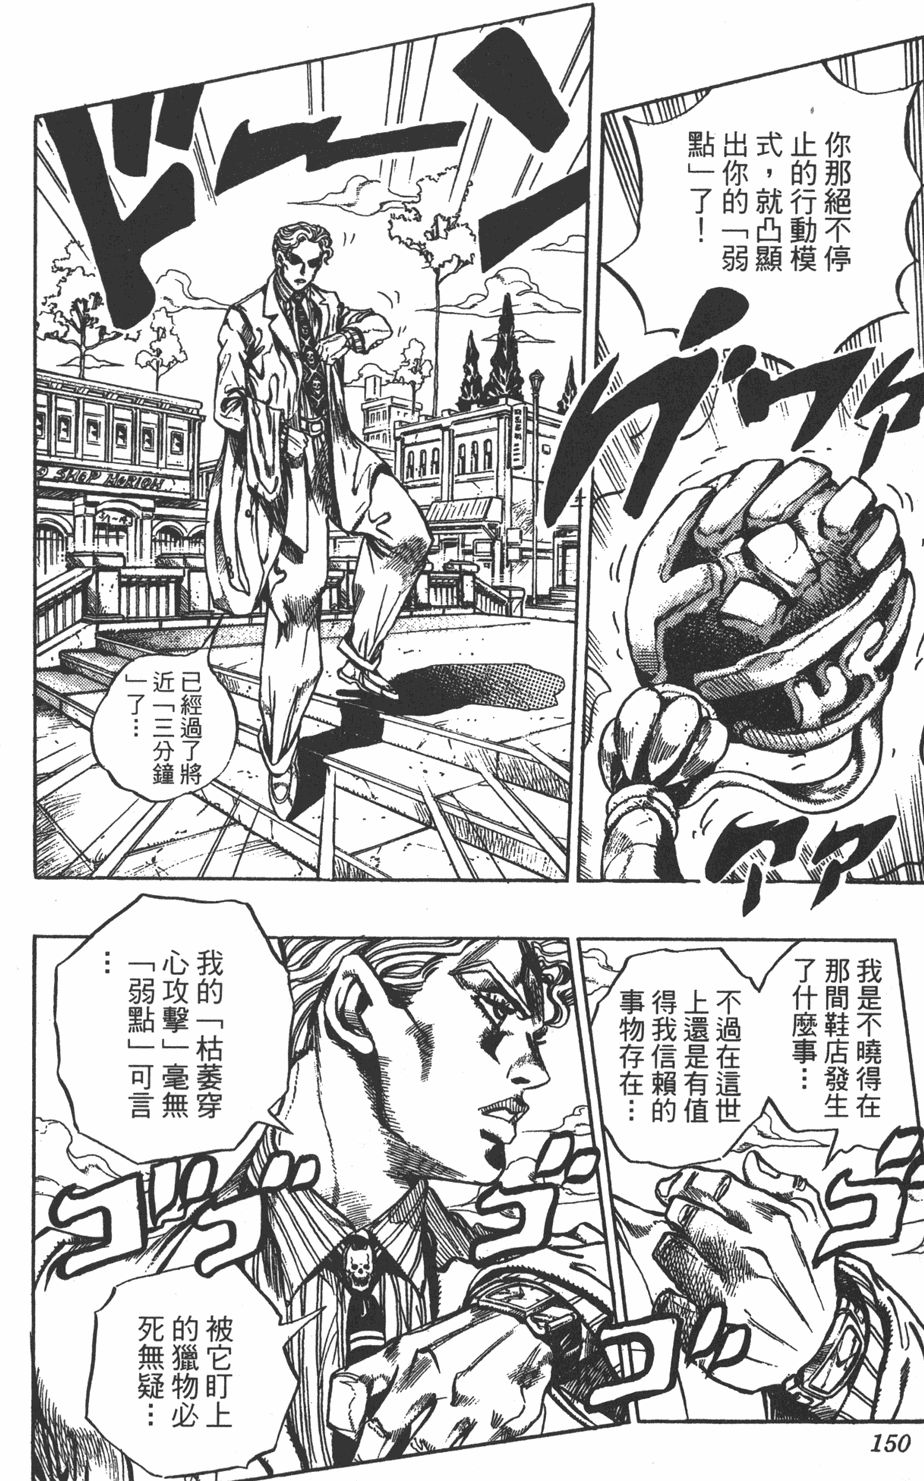 你那絕不停
止的行動模
式，就凸顯
出你的「弱
點」了！
グワァ
アァ
ドーン
SHOP MORIOH
已經過了將
近「三分鐘
」了…
我是不曉得在
那間鞋店發生
了什麼事…
不過在這世
上還是有值
得我信賴的
事物存在…
ゴゴ
我的「枯萎穿
心攻擊」毫無
「弱點」可言
…
ゴゴゴ
被它盯上
的獵物必
死無疑…
150